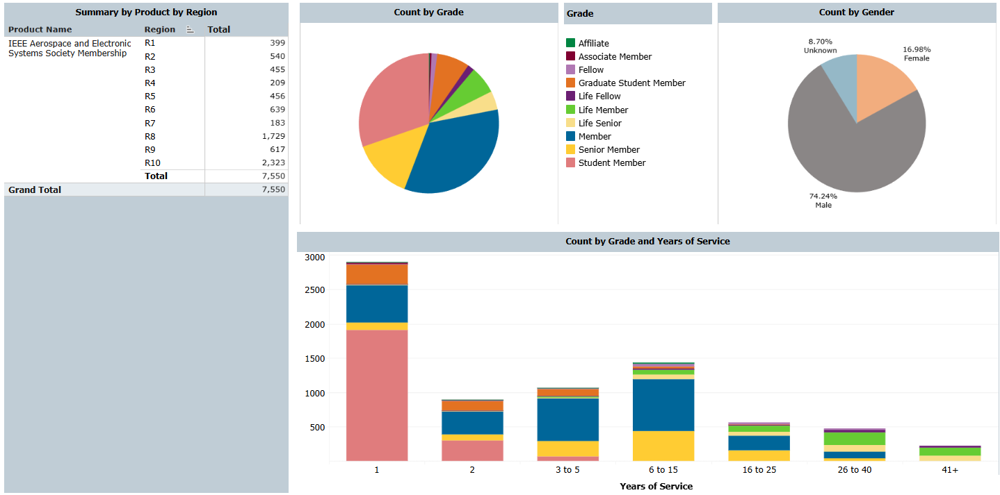 Summary by Product by Region
Product Name Region Total
IEEE Aerospace and Electronic
Systems Society Membership
R1 399
R2 540
R3 455
R4 209
R5 456
R6 639
R7 183
R8 1,729
R9 617
R10 2,323
Total 7,550
Grand Total 7,550
Count by Grade
Grade
Affiliate
Associate Member
Fellow
Graduate Student Member
Life Fellow
Life Member
Life Senior
Member
Senior Member
Student Member
Count by Gender
8.70%
Unknown
16.98%
Female
74.24%
Male
Count by Grade and Years of Service
3000
2500
2000
1500
1000
500
1 2 3 to 5 6 to 15 16 to 25 26 to 40 41+
Years of Service